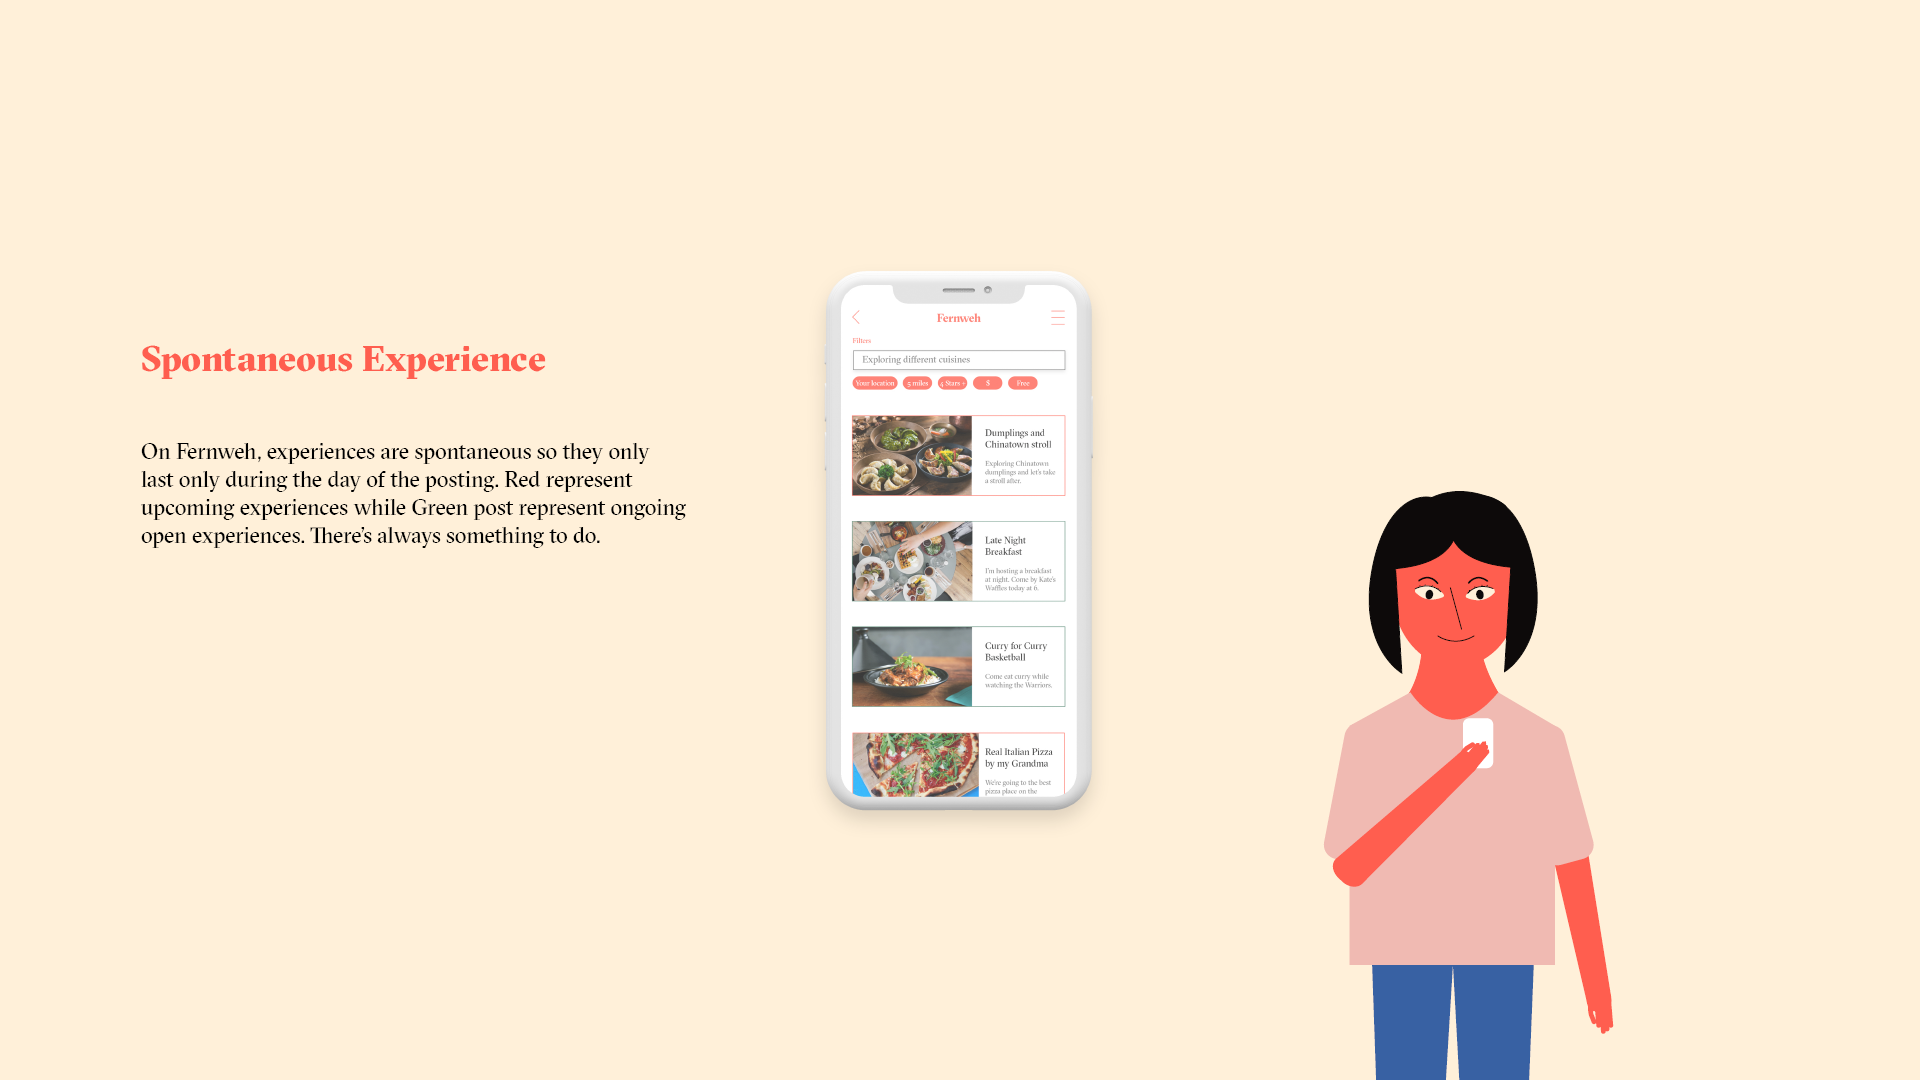 Spontaneous Experience
On Fernweh, experiences are spontaneous so they only
last only during the day of the posting. Red represent
upcoming experiences while Green post represent ongoing
open experiences. There's always something to do.
Fernweh
Filters
Exploring different cuisines
Your location 5 miles 4 Stars + $ Free
Dumplings and
Chinatown stroll
Exploring Chinatown
dumplings and let's take
a stroll after.
Late Night
Breakfast
I'm hosting a breakfast
at night, Come by Kate's
Waffles today at 6.
Curry for Curry
Basketball
Come eat curry while
watching the Warriors.
Real Italian Pizza
by my Grandma
We're going to the best
pizza place on the